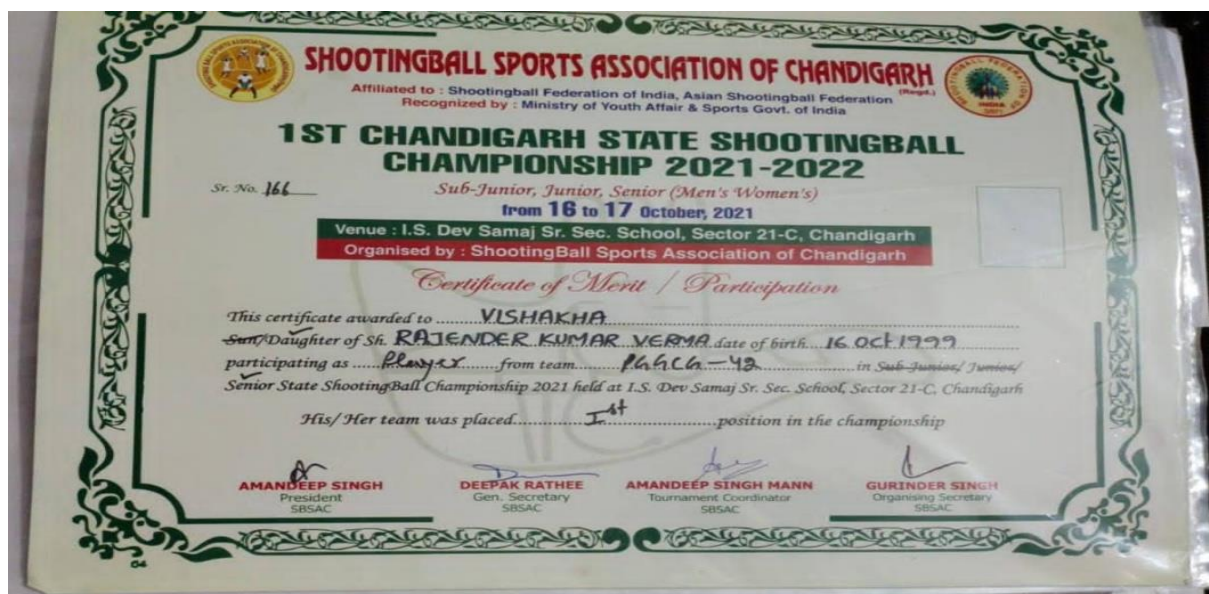 SHOOTINGBALL SPORTS ASSOCIATION OF CHANDIGARH
(Regd.)
Affiliated to : Shootingball Federation of India, Asian Shootingball Federation
Recognized by : Ministry of Youth Affair & Sports Govt. of India
1ST CHANDIGARH STATE SHOOTINGBALL
CHAMPIONSHIP 2021-2022
Sr. No. 166
Sub-Junior, Junior, Senior (Men's Women's)
from 16 to 17 October, 2021
Venue : I.S. Dev Samaj Sr. Sec. School, Sector 21-C, Chandigarh
Organised by : ShootingBall Sports Association of Chandigarh
Certificate of Merit / Participation
This certificate awarded to VISHAKHA
Sun/Daughter of Sh. RAJENDER KUMAR VERMA date of birth 16 Oct 1999
participating as Player from team PGGCG-42 in Sub-Junior/ Junior/
Senior State ShootingBall Championship 2021 held at I.S. Dev Samaj Sr. Sec. School, Sector 21-C, Chandigarh
His/ Her team was placed Ist position in the championship
AMANDEEP SINGH
President
SBSAC
DEEPAK RATHEE
Gen. Secretary
SBSAC
AMANDEEP SINGH MANN
Tournament Coordinator
SBSAC
GURINDER SINGH
Organising Secretary
SBSAC
04